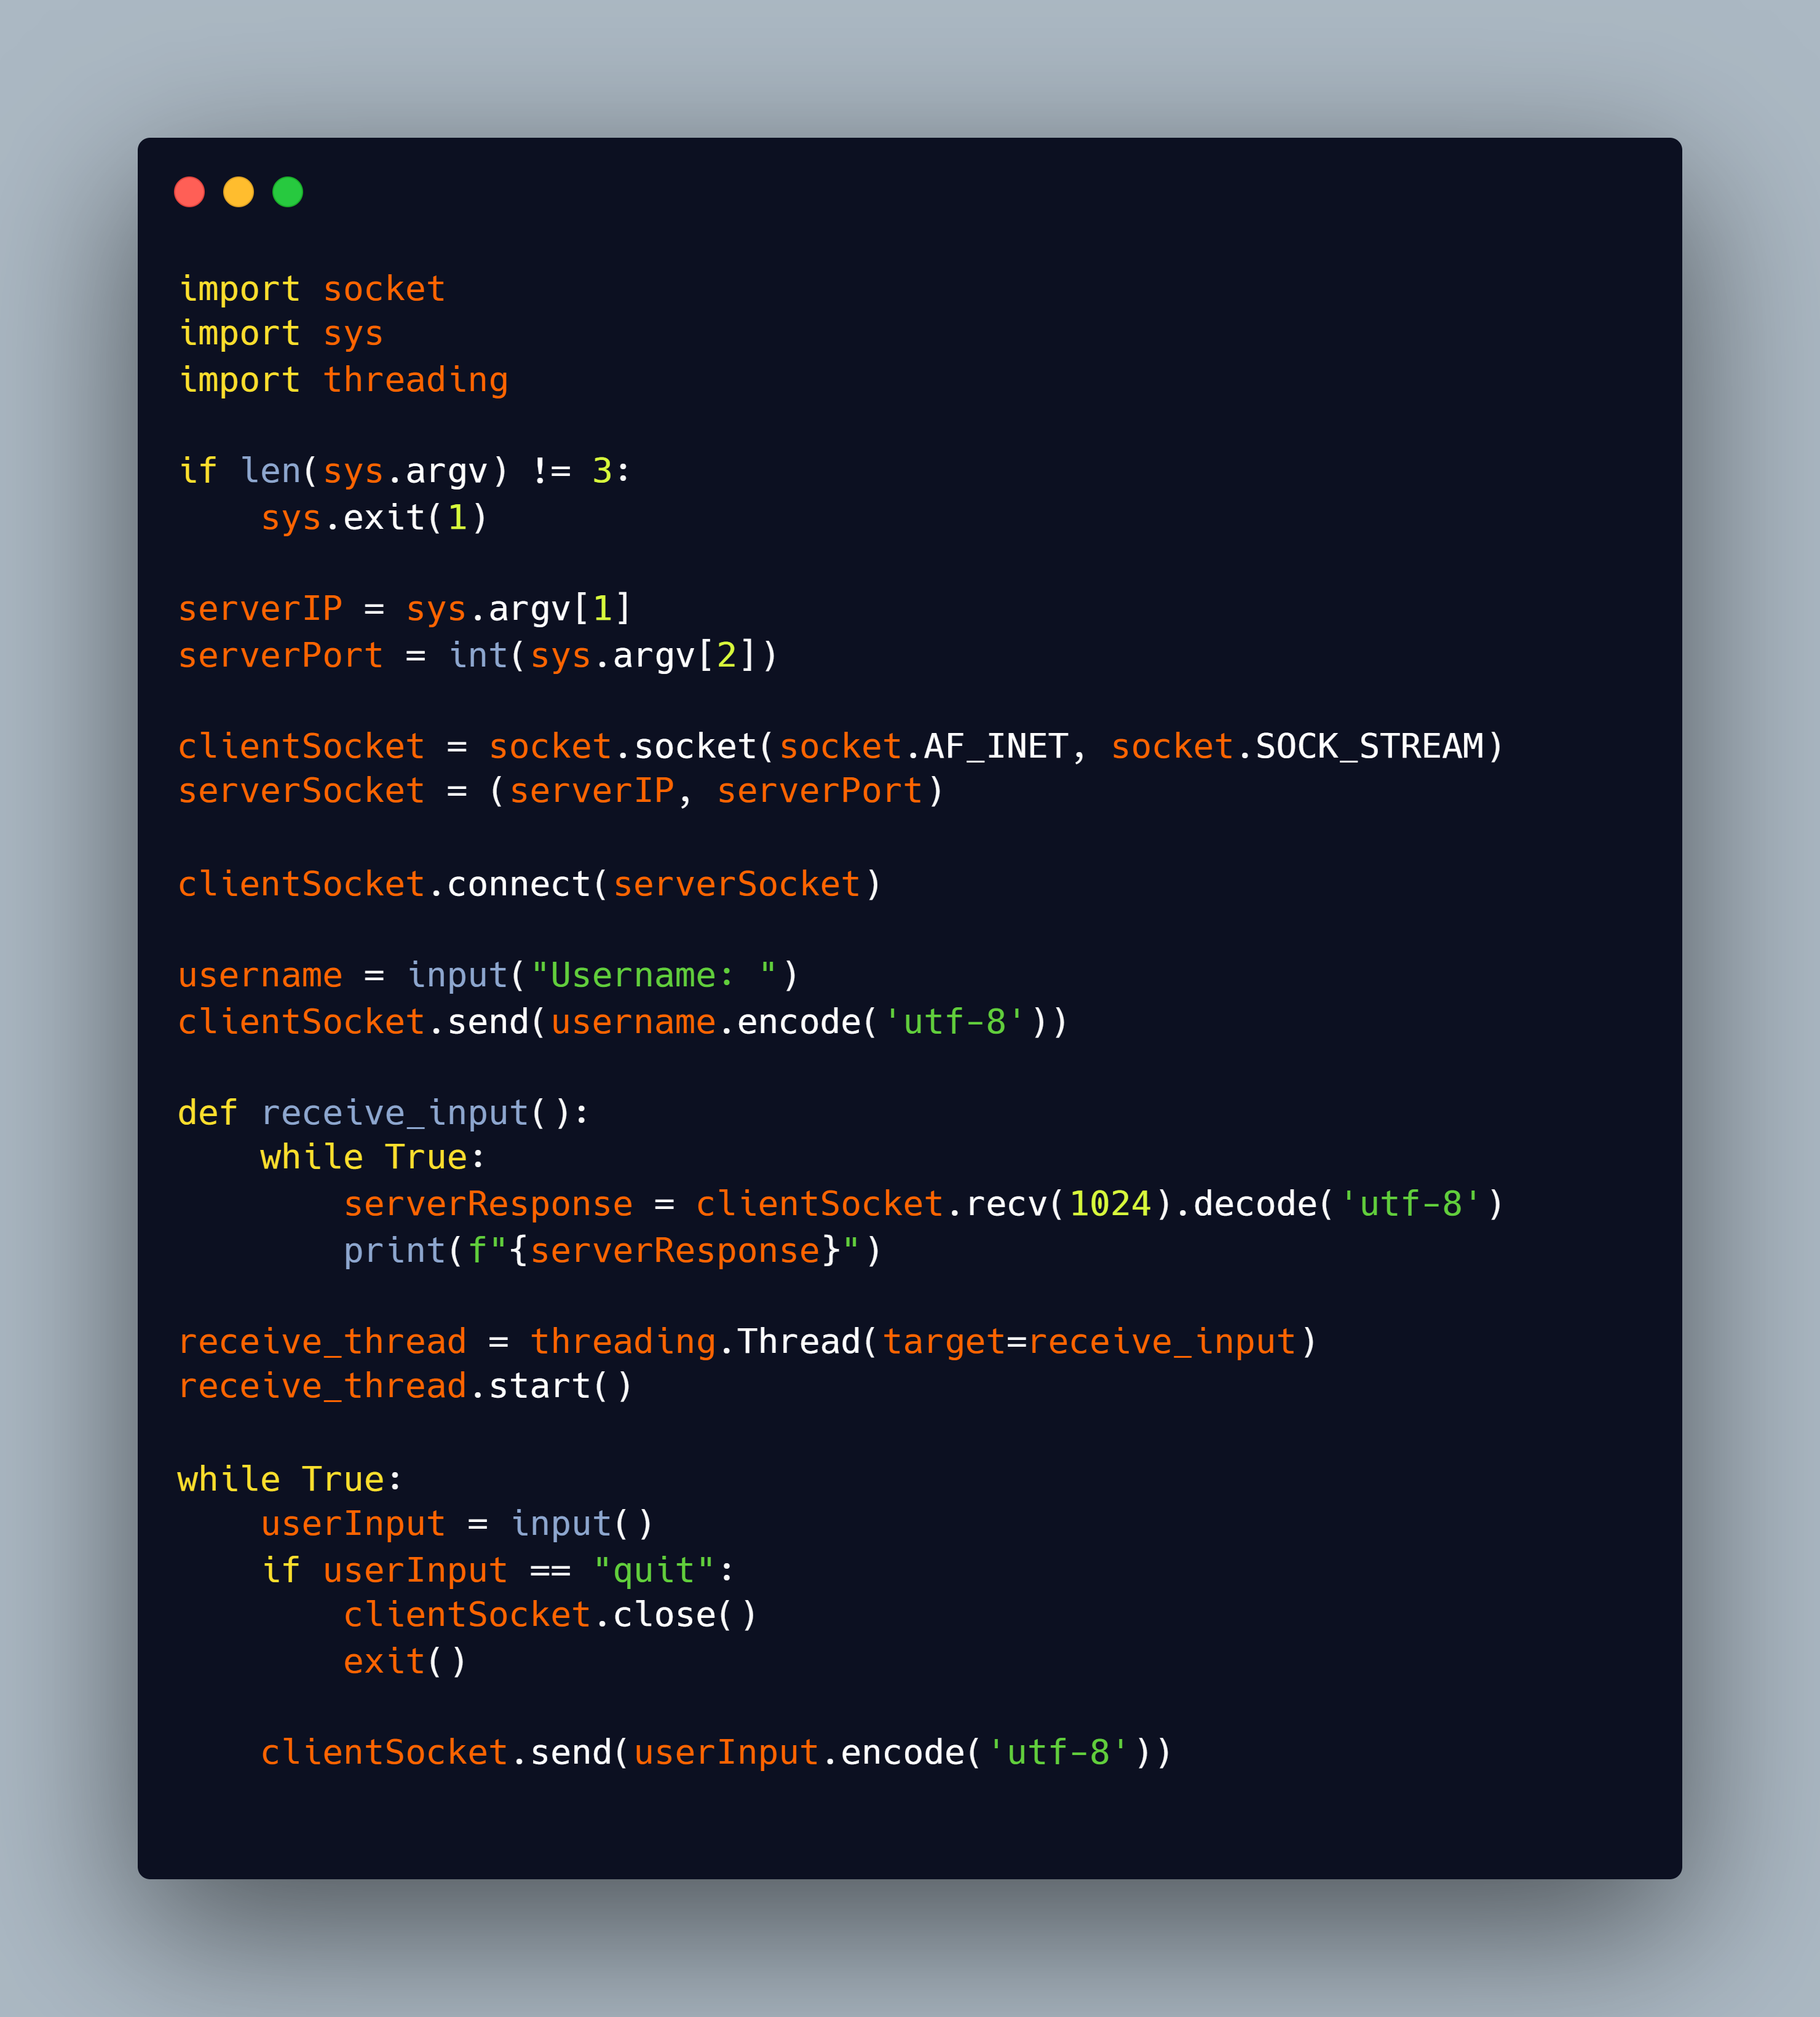 import socket
import sys
import threading

if len(sys.argv) != 3:
    sys.exit(1)

serverIP = sys.argv[1]
serverPort = int(sys.argv[2])

clientSocket = socket.socket(socket.AF_INET, socket.SOCK_STREAM)
serverSocket = (serverIP, serverPort)

clientSocket.connect(serverSocket)

username = input("Username: ")
clientSocket.send(username.encode('utf-8'))

def receive_input():
    while True:
        serverResponse = clientSocket.recv(1024).decode('utf-8')
        print(f"{serverResponse}")

receive_thread = threading.Thread(target=receive_input)
receive_thread.start()

while True:
    userInput = input()
    if userInput == "quit":
        clientSocket.close()
        exit()

    clientSocket.send(userInput.encode('utf-8'))